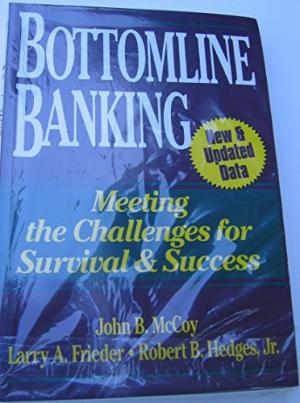 BOTTOMLINE
BANKING
New &
Updated
Data
Meeting
the Challenges for
Survival & Success
John B. McCoy
Larry A. Frieder • Robert B. Hedges, Jr.